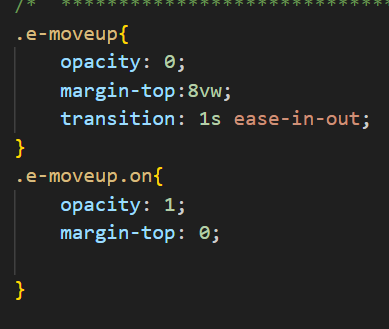 /* ******************************
.e-moveup{
    opacity: 0;
    margin-top:8vw;
    transition: 1s ease-in-out;
}
.e-moveup.on{
    opacity: 1;
    margin-top: 0;
}